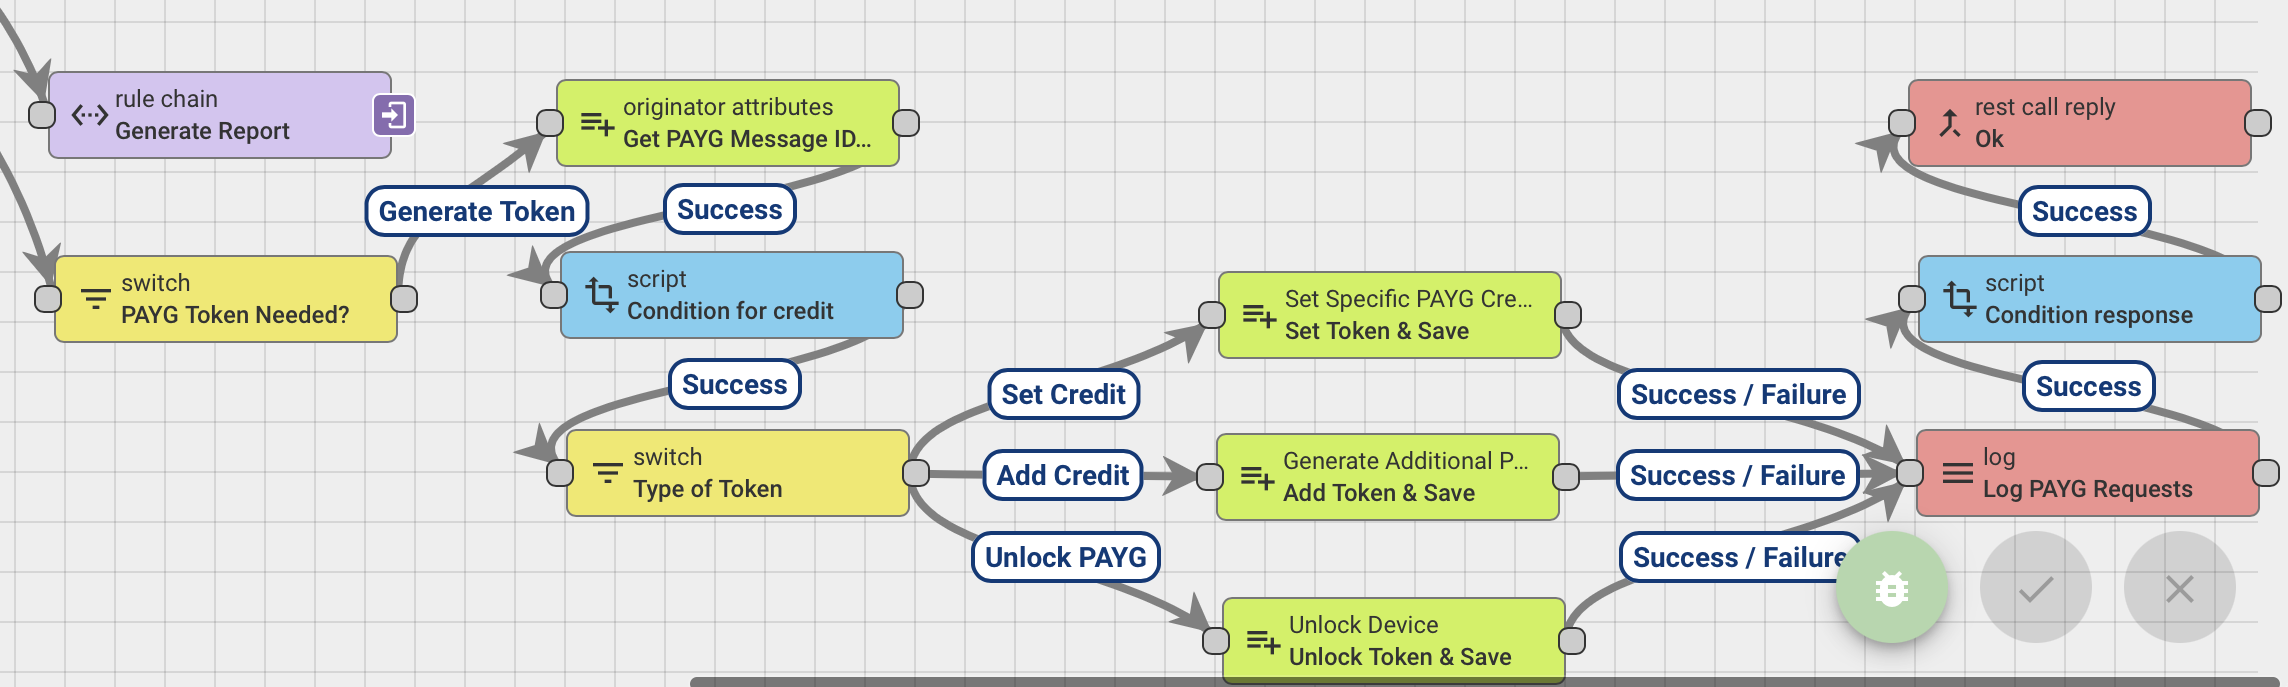 rule chain
Generate Report
originator attributes
Get PAYG Message ID...
rest call reply
Ok
Generate Token
Success
Success
switch
PAYG Token Needed?
script
Condition for credit
Set Specific PAYG Cre...
Set Token & Save
script
Condition response
Success
Set Credit
Success / Failure
Success
switch
Type of Token
Add Credit
Generate Additional P...
Add Token & Save
Success / Failure
log
Log PAYG Requests
Unlock PAYG
Success / Failure
Unlock Device
Unlock Token & Save